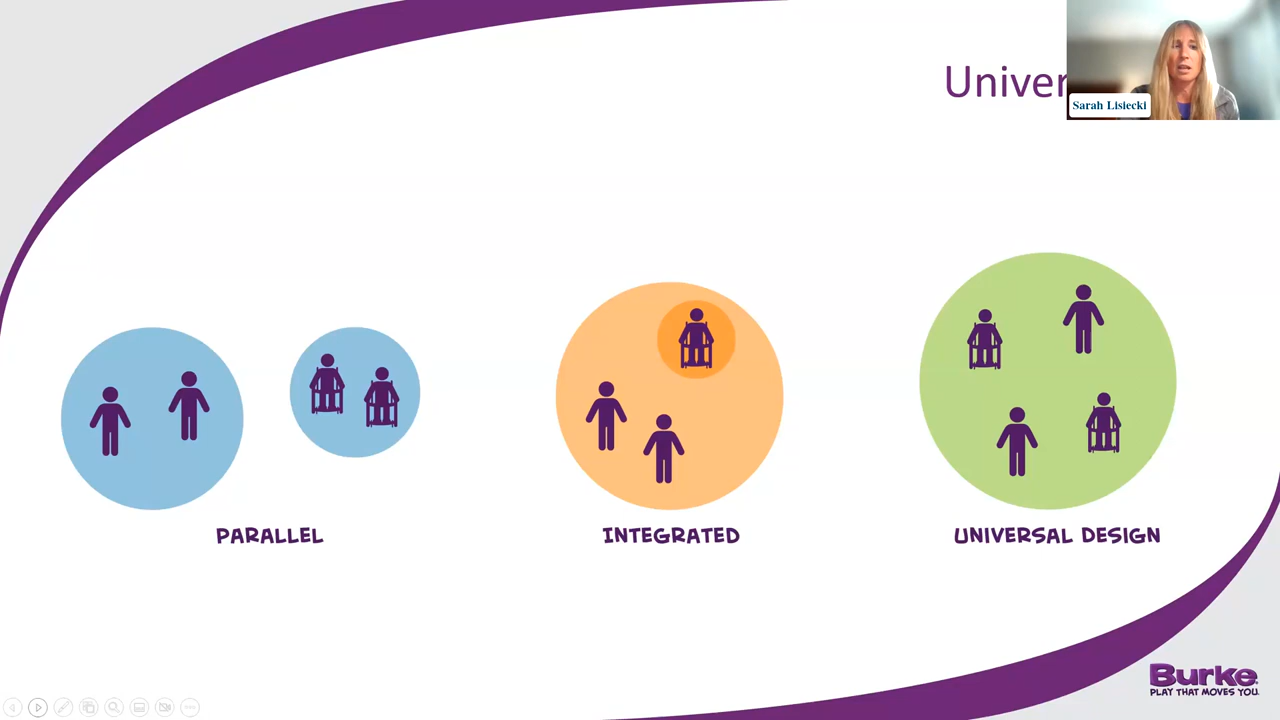 Univer
Sarah Lisiecki
PARALLEL
INTEGRATED
UNIVERSAL DESIGN
Burke
PLAY THAT MOVES YOU.